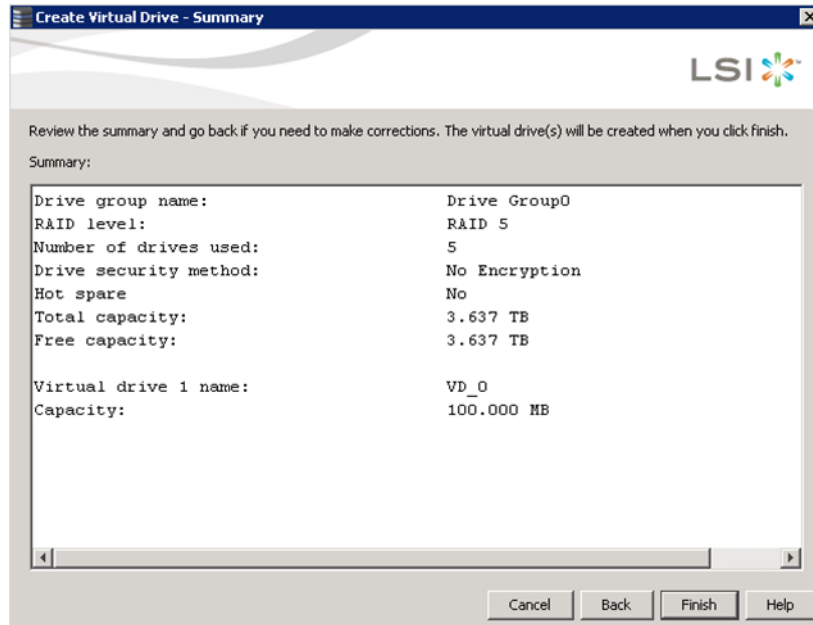 Create Virtual Drive - Summary
LSI
Review the summary and go back if you need to make corrections. The virtual drive(s) will be created when you click finish.
Summary:
Drive group name: Drive Group0
RAID level: RAID 5
Number of drives used: 5
Drive security method: No Encryption
Hot spare No
Total capacity: 3.637 TB
Free capacity: 3.637 TB
Virtual drive 1 name: VD_0
Capacity: 100.000 MB
Cancel Back Finish Help